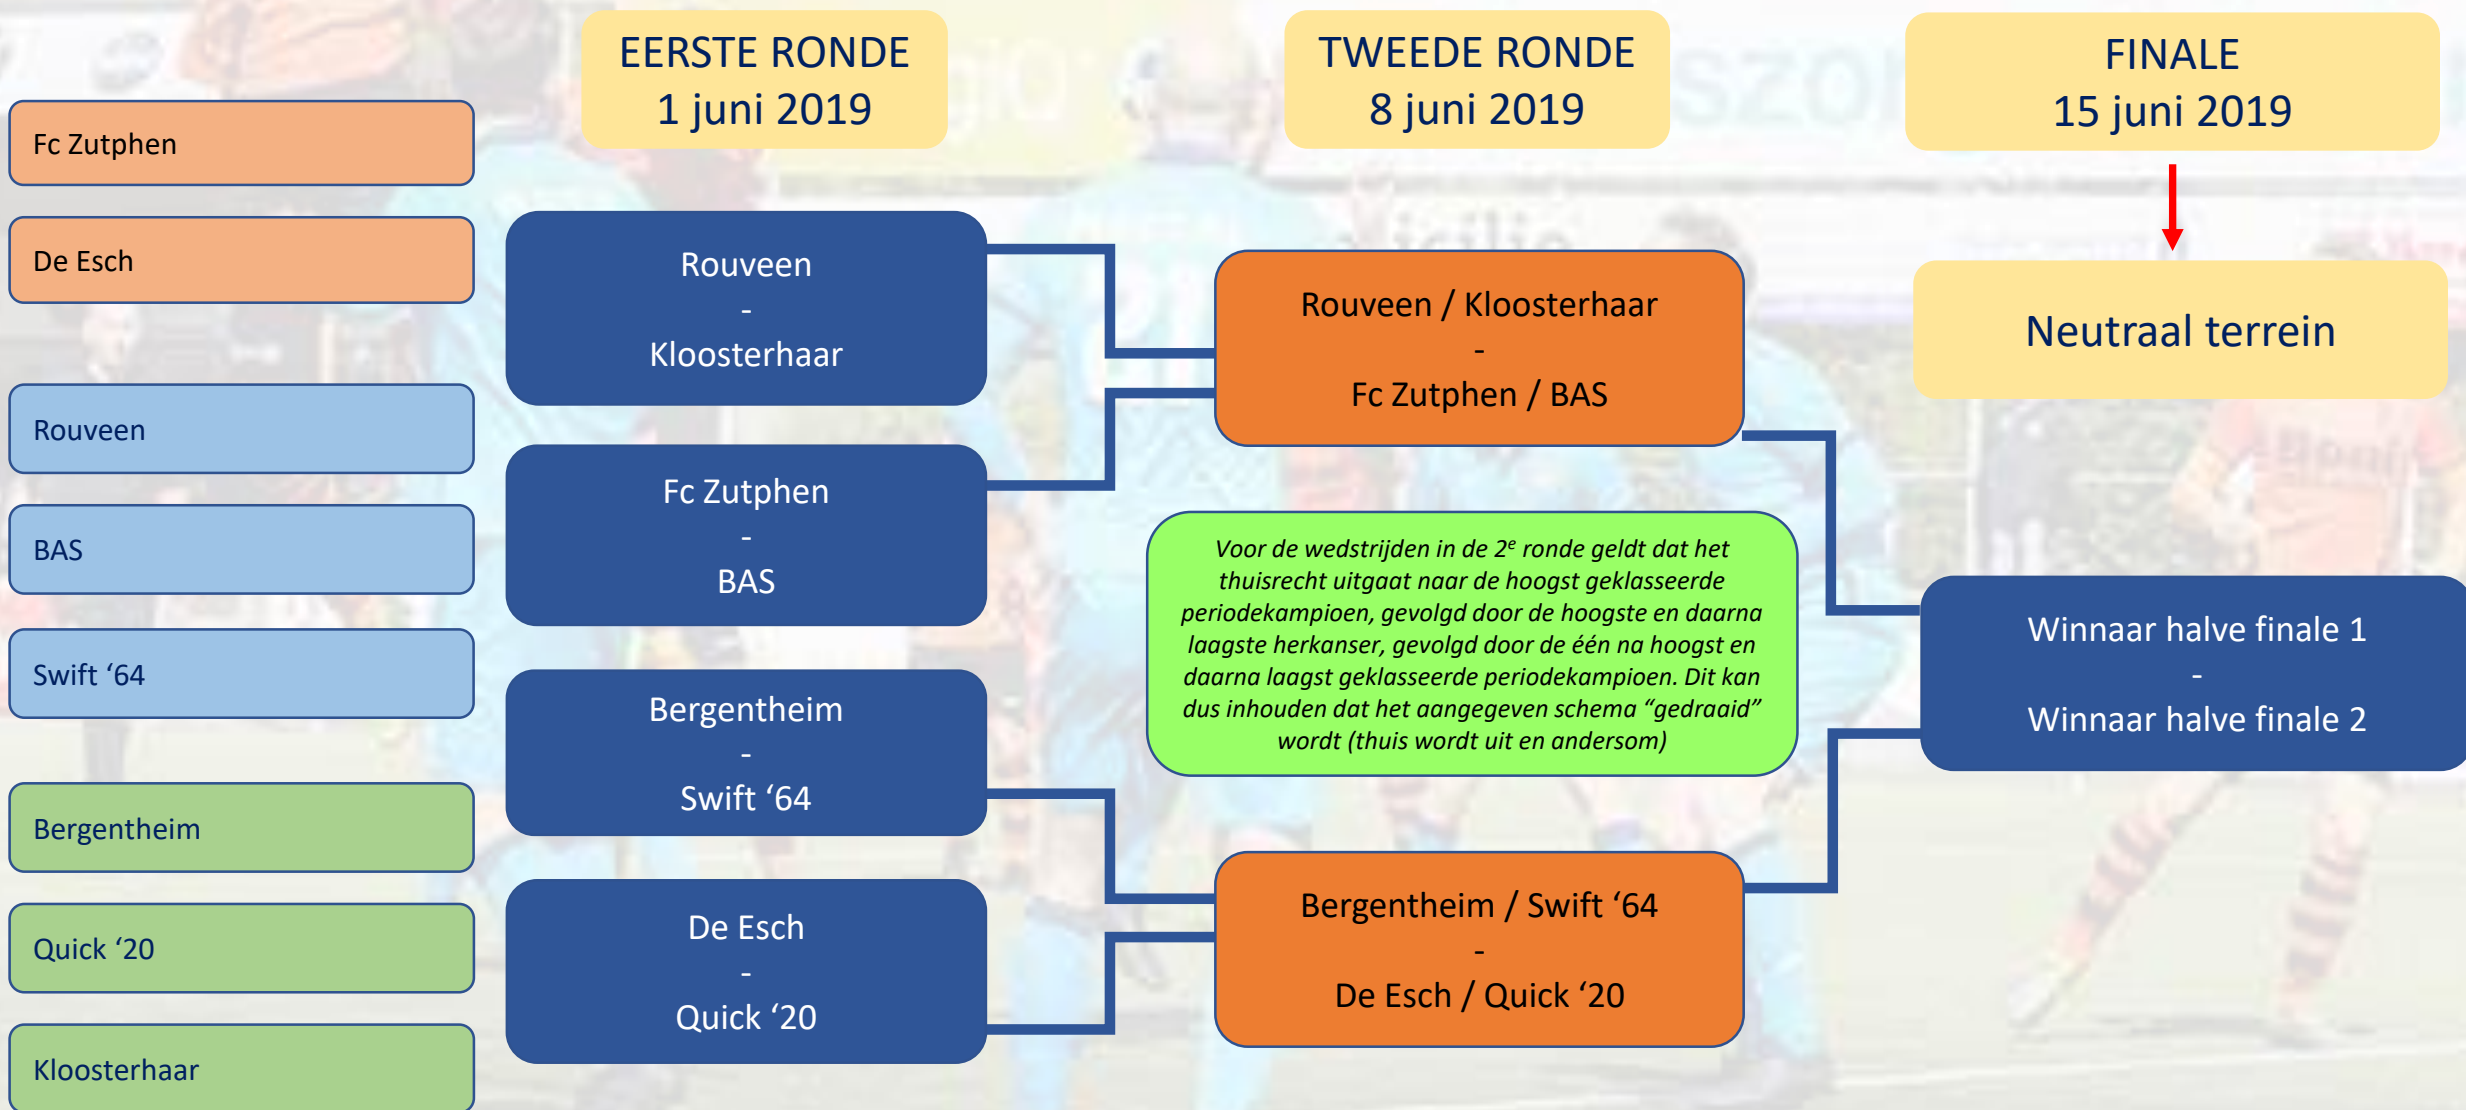 EERSTE RONDE
1 juni 2019
TWEEDE RONDE
8 juni 2019
FINALE
15 juni 2019
Fc Zutphen
De Esch
Rouveen
BAS
Swift ‘64
Bergentheim
Quick ‘20
Kloosterhaar
Rouveen
-
Kloosterhaar
Fc Zutphen
-
BAS
Bergentheim
-
Swift ‘64
De Esch
-
Quick ‘20
Rouveen / Kloosterhaar
-
Fc Zutphen / BAS
Voor de wedstrijden in de 2e ronde geldt dat het
thuisrecht uitgaat naar de hoogst geklasseerde
periodekampioen, gevolgd door de hoogste en daarna
laagste herkanser, gevolgd door de één na hoogst en
daarna laagst geklasseerde periodekampioen. Dit kan
dus inhouden dat het aangegeven schema “gedraaid”
wordt (thuis wordt uit en andersom)
Bergentheim / Swift ‘64
-
De Esch / Quick ‘20
Neutraal terrein
Winnaar halve finale 1
-
Winnaar halve finale 2